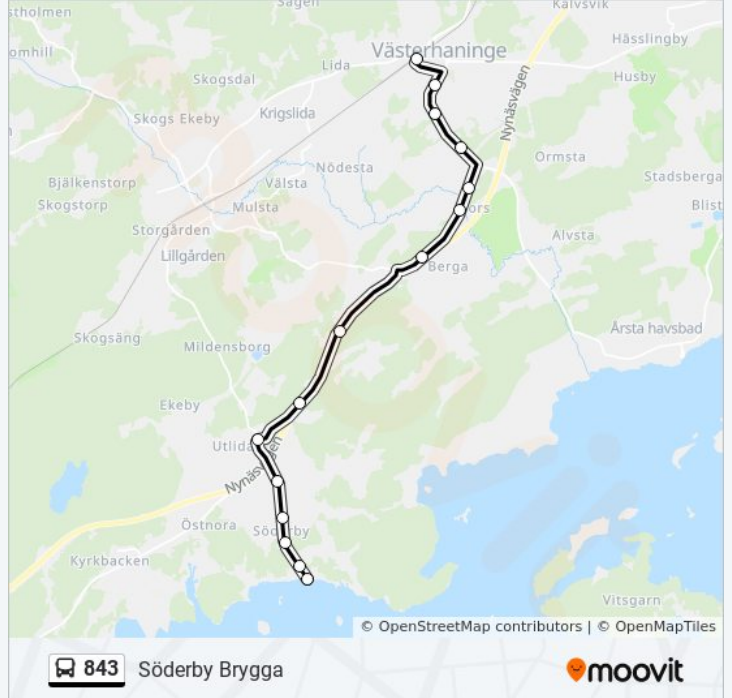 Sagen
Kalvsvik
stholmen
Hässlingby
omhill
Västerhaninge
Lida
Husby
Skogsdal
Nynäsvägen
Krigslida
Skogs Ekeby
Ormsta
Nödesta
Stadsberga
Bjälkenstorp
Välsta
Skogstorp
Mulsta
ors
Blist
Storgården
Alvsta
Lillgården
Berga
Årsta havsbad
Skogsäng
Mildensborg
Ekeby
Utlida
Nynäsvägen
Östnora
Söderby
Kyrkbacken
Vitsgarn
© OpenStreetMap contributors | © OpenMapTiles
843 Söderby Brygga
moovit